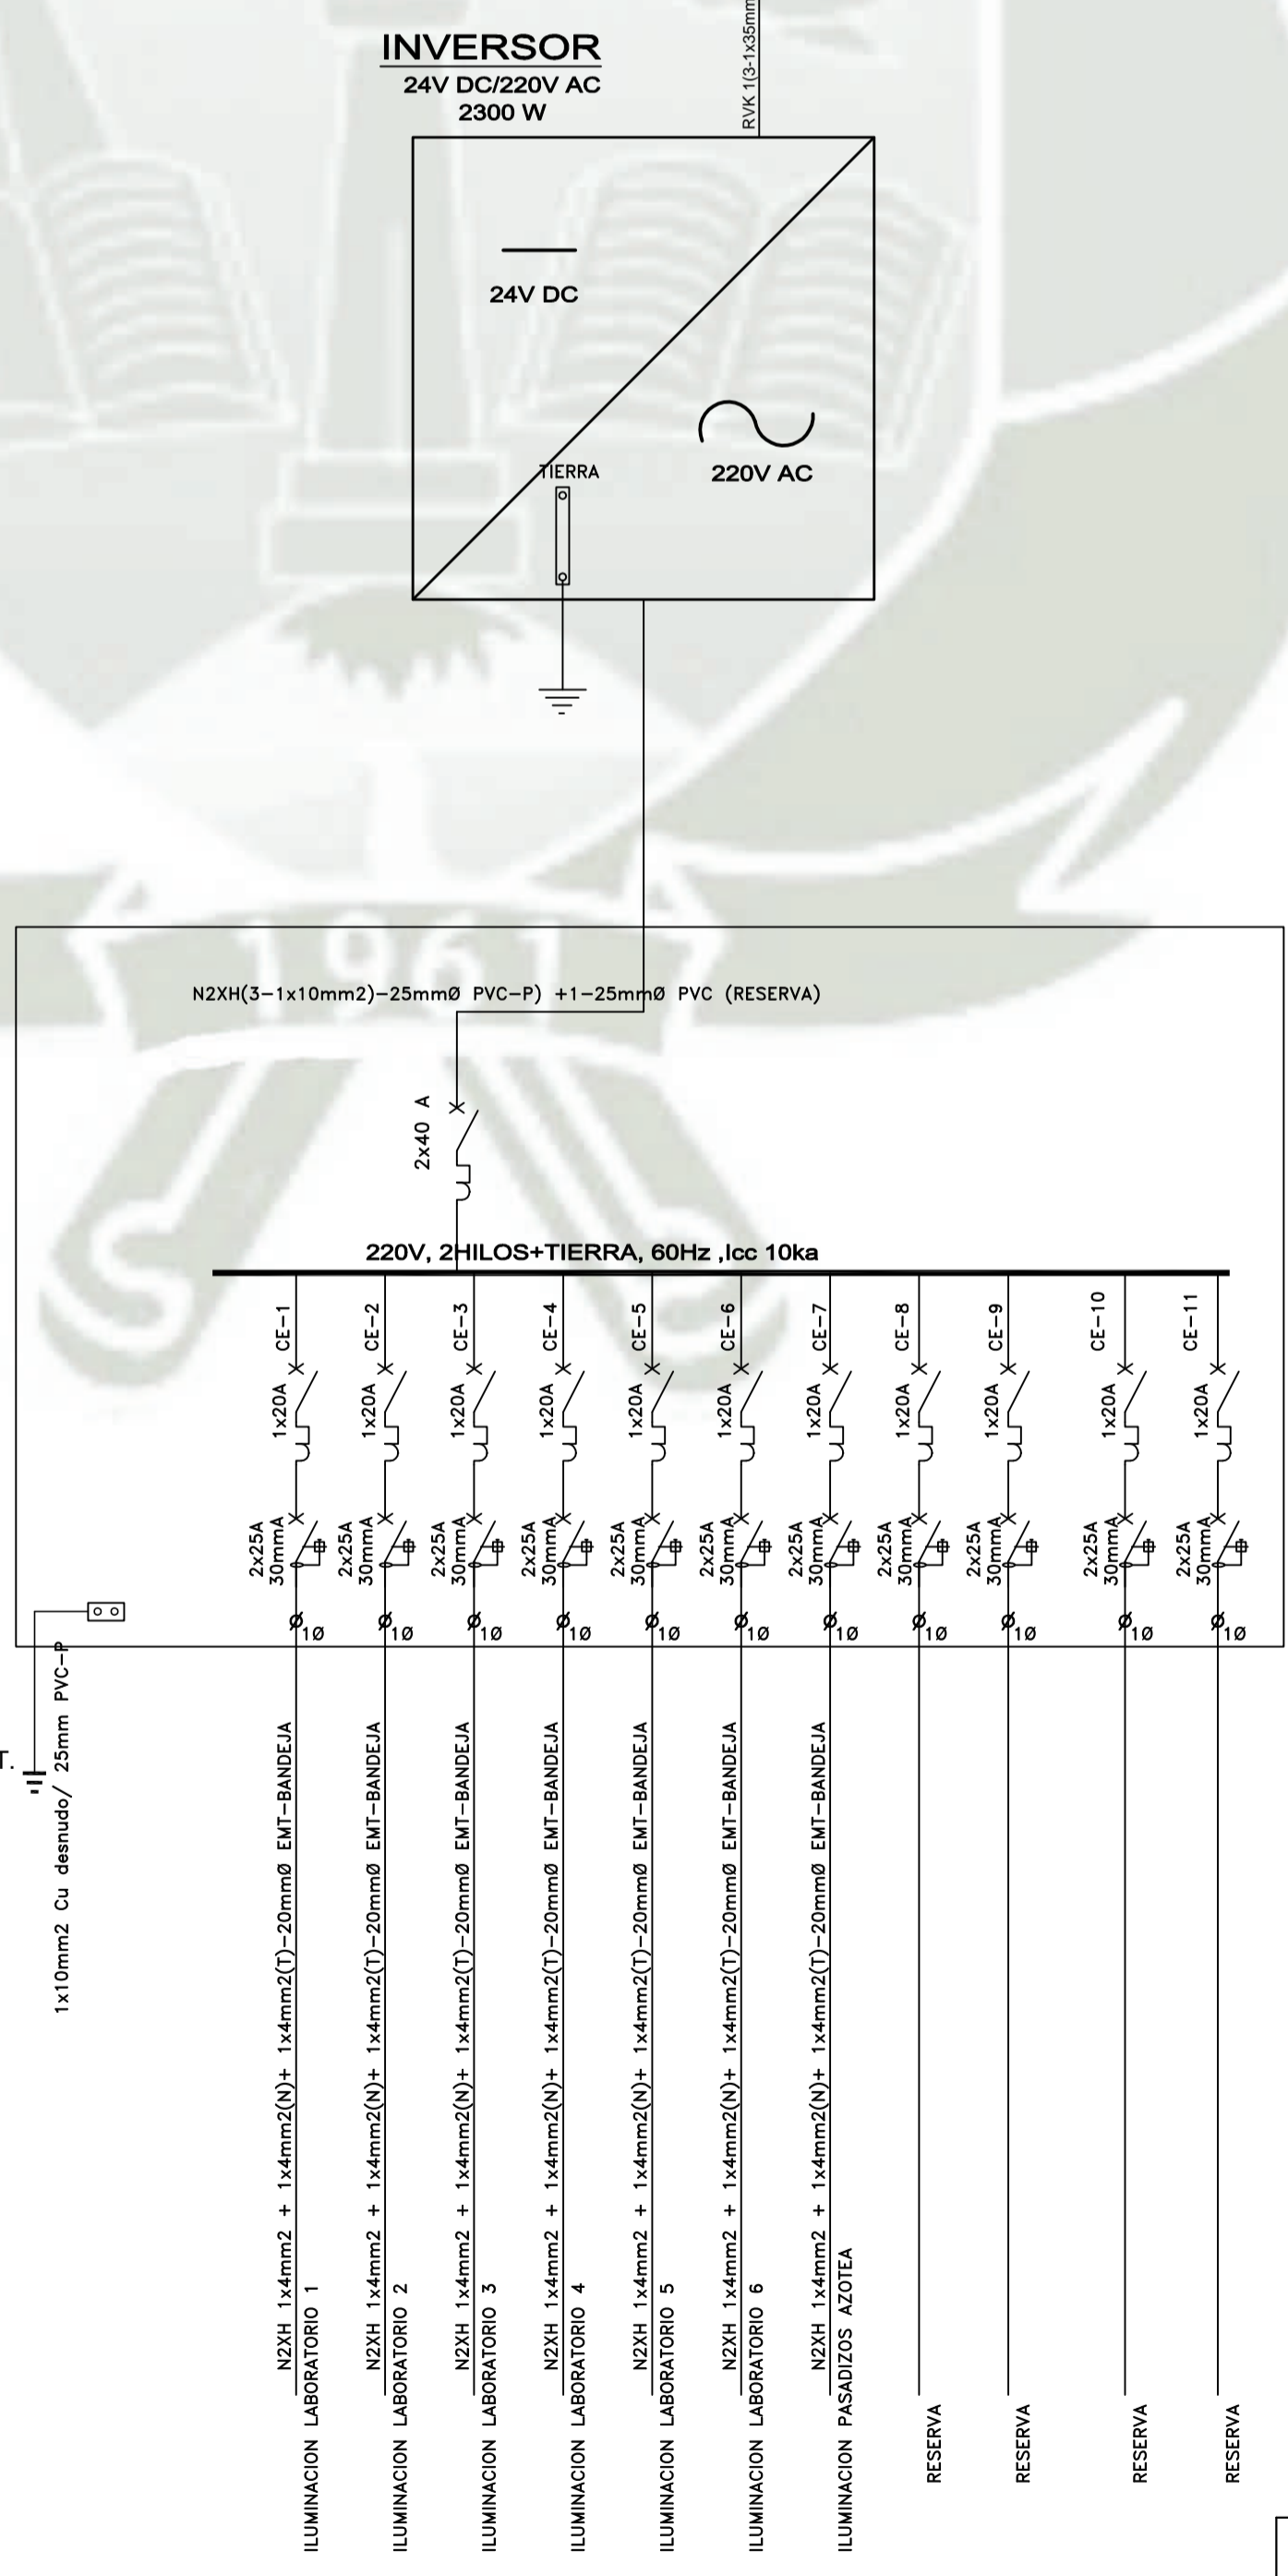 INVERSOR
24V DC/220V AC
2300 W
RVK 1(3-1x35mm
24V DC
TIERRA
220V AC
1961
N2XH(3-1x10mm2)-25mmØ PVC-P) +1-25mmØ PVC (RESERVA)
2x40 A
220V, 2HILOS+TIERRA, 60Hz ,Icc 10ka
CE-1
CE-2
CE-3
CE-4
CE-5
CE-6
CE-7
CE-8
CE-9
CE-10
CE-11
1x20A
1x20A
1x20A
1x20A
1x20A
1x20A
1x20A
1x20A
1x20A
1x20A
1x20A
2x25A
30mmA
2x25A
30mmA
2x25A
30mmA
2x25A
30mmA
2x25A
30mmA
2x25A
30mmA
2x25A
30mmA
2x25A
30mmA
2x25A
30mmA
2x25A
30mmA
2x25A
30mmA
1Ø
1Ø
1Ø
1Ø
1Ø
1Ø
1Ø
1Ø
1Ø
1Ø
1Ø
T.
1x10mm2 Cu desnudo/ 25mm PVC-P
N2XH 1x4mm2 + 1x4mm2(N)+ 1x4mm2(T)-20mmØ EMT-BANDEJA
ILUMINACION LABORATORIO 1
N2XH 1x4mm2 + 1x4mm2(N)+ 1x4mm2(T)-20mmØ EMT-BANDEJA
ILUMINACION LABORATORIO 2
N2XH 1x4mm2 + 1x4mm2(N)+ 1x4mm2(T)-20mmØ EMT-BANDEJA
ILUMINACION LABORATORIO 3
N2XH 1x4mm2 + 1x4mm2(N)+ 1x4mm2(T)-20mmØ EMT-BANDEJA
ILUMINACION LABORATORIO 4
N2XH 1x4mm2 + 1x4mm2(N)+ 1x4mm2(T)-20mmØ EMT-BANDEJA
ILUMINACION LABORATORIO 5
N2XH 1x4mm2 + 1x4mm2(N)+ 1x4mm2(T)-20mmØ EMT-BANDEJA
ILUMINACION LABORATORIO 6
N2XH 1x4mm2 + 1x4mm2(N)+ 1x4mm2(T)-20mmØ EMT-BANDEJA
ILUMINACION PASADIZOS AZOTEA
RESERVA
RESERVA
RESERVA
RESERVA